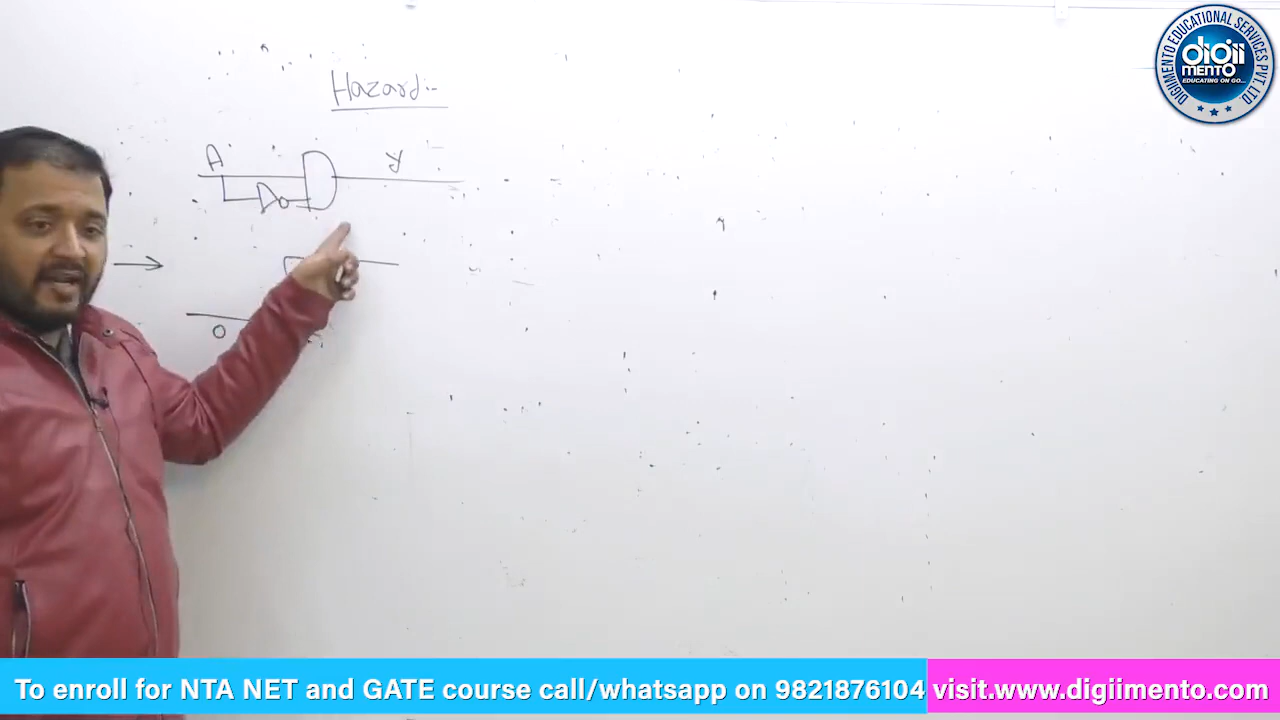 Hazard:-
A
y
0
DIGIIMENTO EDUCATIONAL SERVICES PVT. LTD
digii
MENTO
EDUCATING ON GO...
To enroll for NTA NET and GATE course call/whatsapp on 9821876104 visit.www.digiimento.com